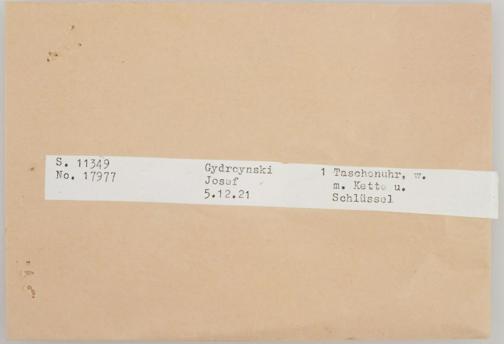 S. 11349
No. 17977
Gydrcynski
Josef
5.12.21
1 Taschenuhr, w.
m. Kette u.
Schlüssel